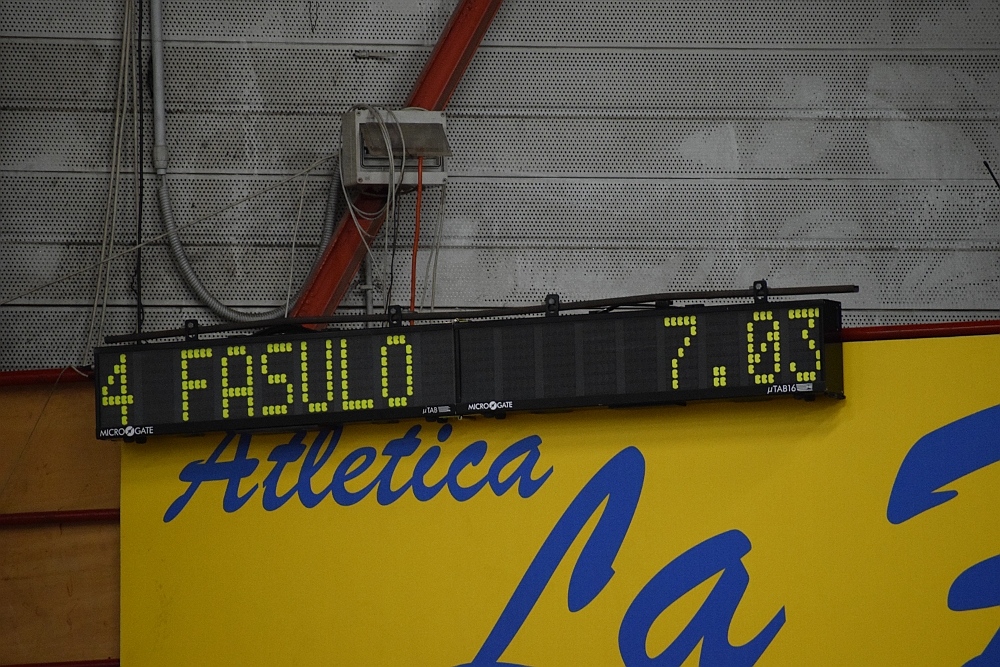 4 FASULO 7.03
MICROGATE µTAB MICROGATE µTAB16
Atletica
La